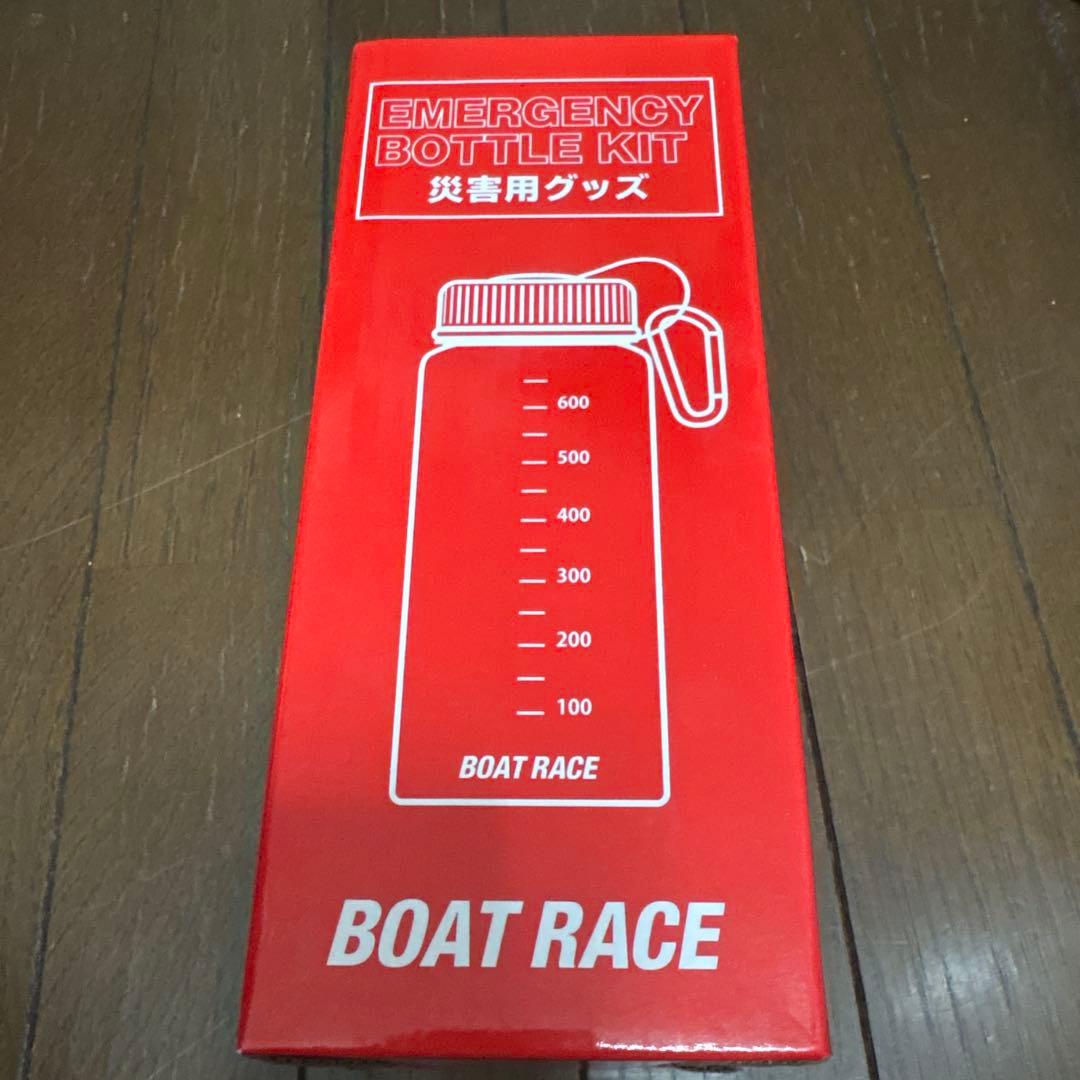 EMERGENCY
BOTTLE KIT
災害用グッズ
600
500
400
300
200
100
BOAT RACE
BOAT RACE